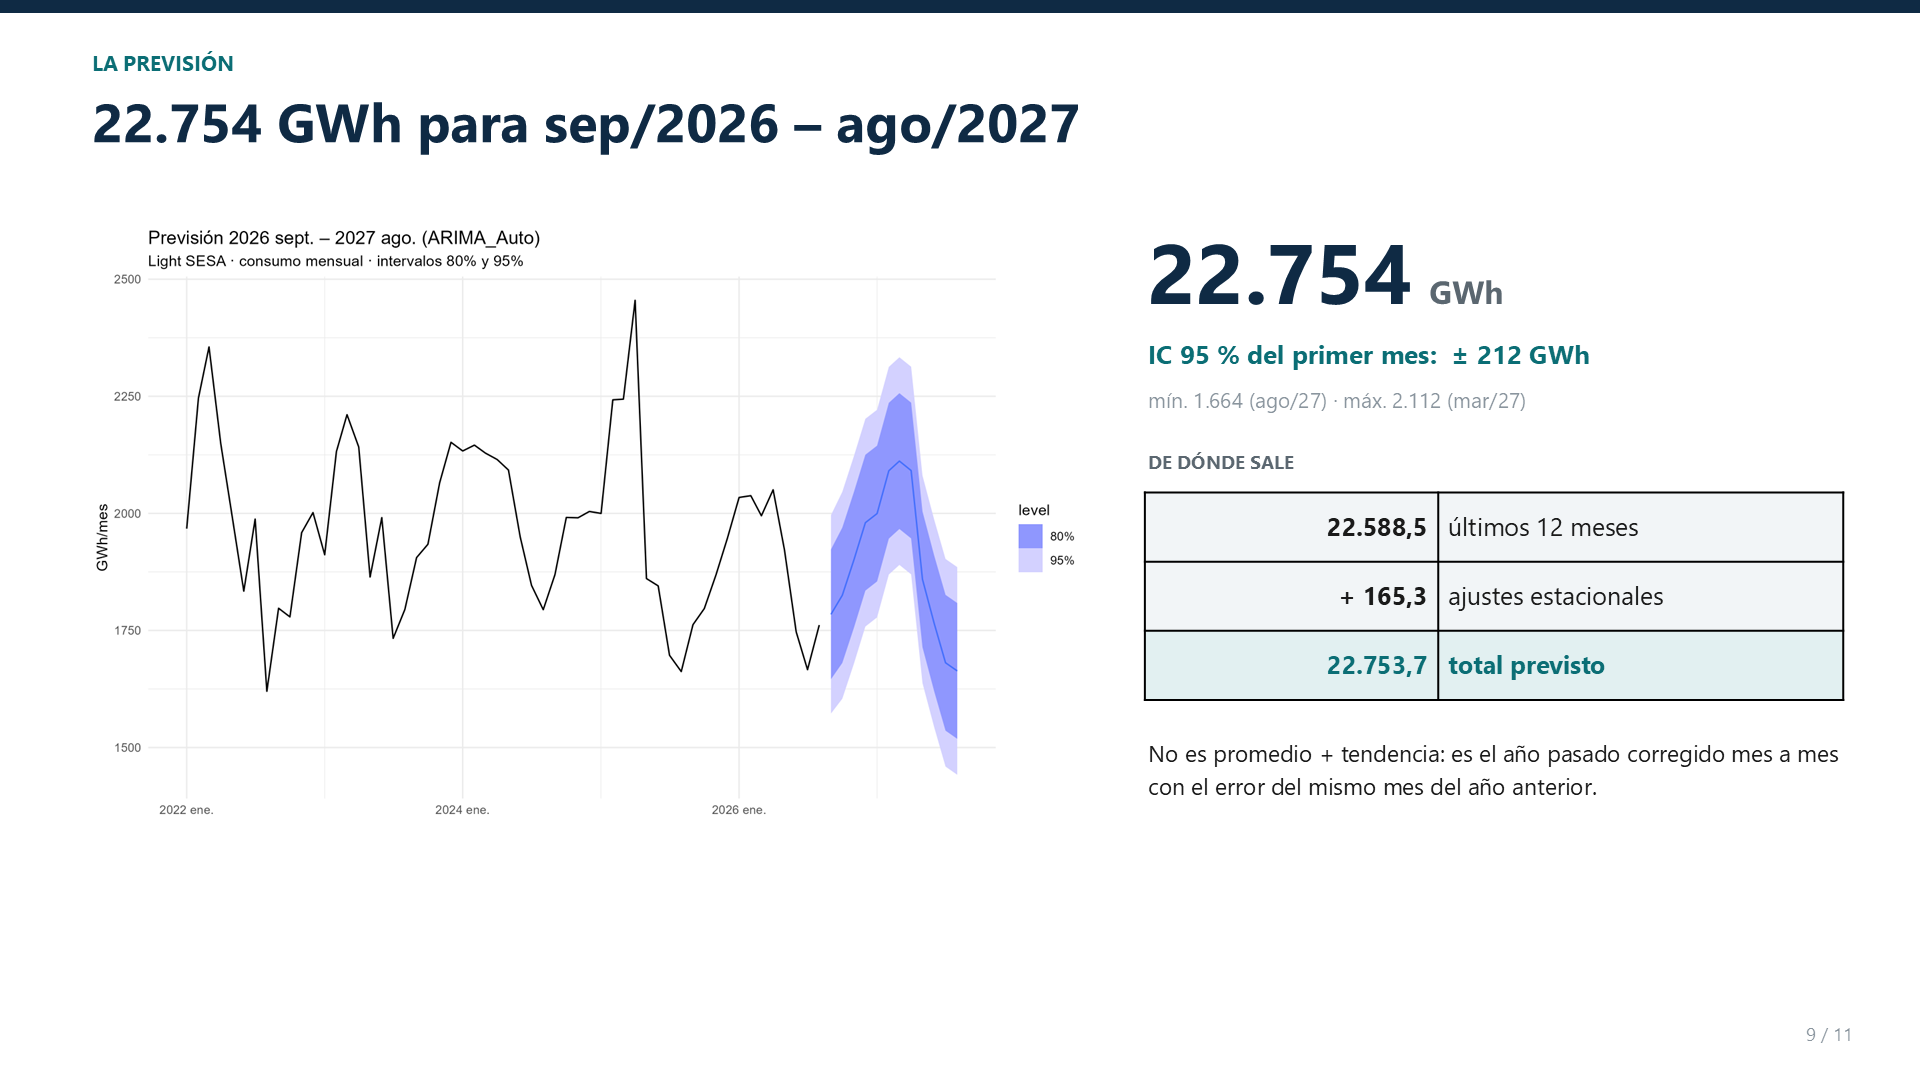 LA PREVISIÓN
22.754 GWh para sep/2026 – ago/2027
Previsión 2026 sept. – 2027 ago. (ARIMA_Auto)
Light SESA · consumo mensual · intervalos 80% y 95%
GWh/mes
2500
2250
2000
1750
1500
2022 ene.
2024 ene.
2026 ene.
level
80%
95%
22.754 GWh
IC 95 % del primer mes: ± 212 GWh
mín. 1.664 (ago/27) · máx. 2.112 (mar/27)
DE DÓNDE SALE
22.588,5 últimos 12 meses
+ 165,3 ajustes estacionales
22.753,7 total previsto
No es promedio + tendencia: es el año pasado corregido mes a mes
con el error del mismo mes del año anterior.
9 / 11